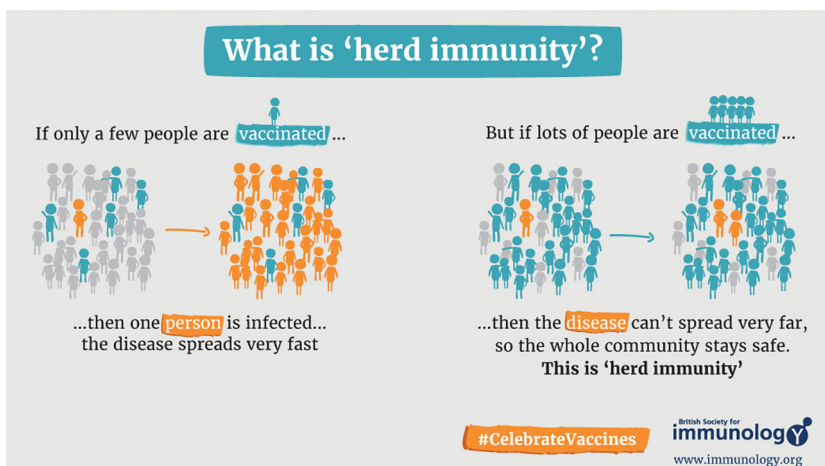 What is ‘herd immunity’?
If only a few people are vaccinated ...
...then one person is infected...
the disease spreads very fast
But if lots of people are vaccinated ...
...then the disease can’t spread very far,
so the whole community stays safe.
This is ‘herd immunity’
#CelebrateVaccines
British Society for
immunology
www.immunology.org